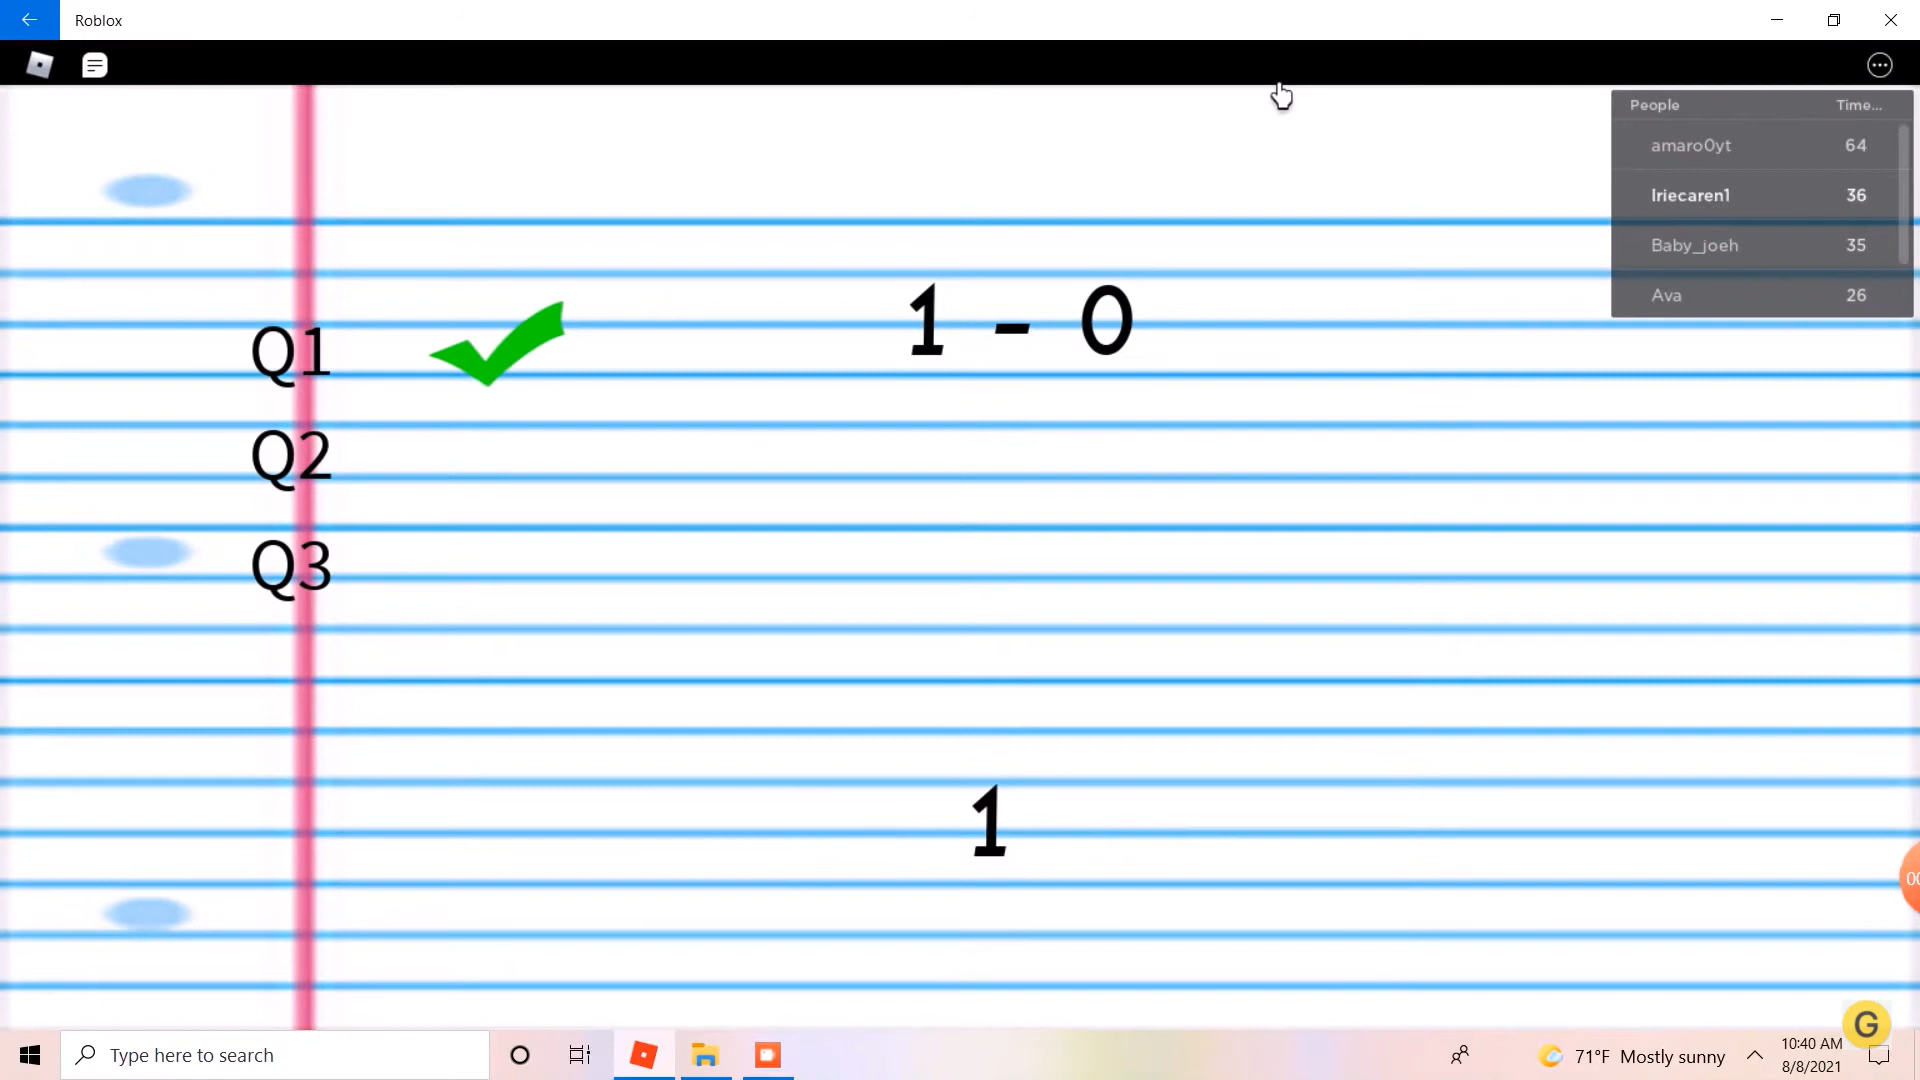 Roblox
People Time...
amaro0yt 64
Iriecaren1 36
Baby_joeh 35
Ava 26
1 - 0
Q1
Q2
Q3
1
00
G
Type here to search
71°F Mostly sunny
10:40 AM
8/8/2021